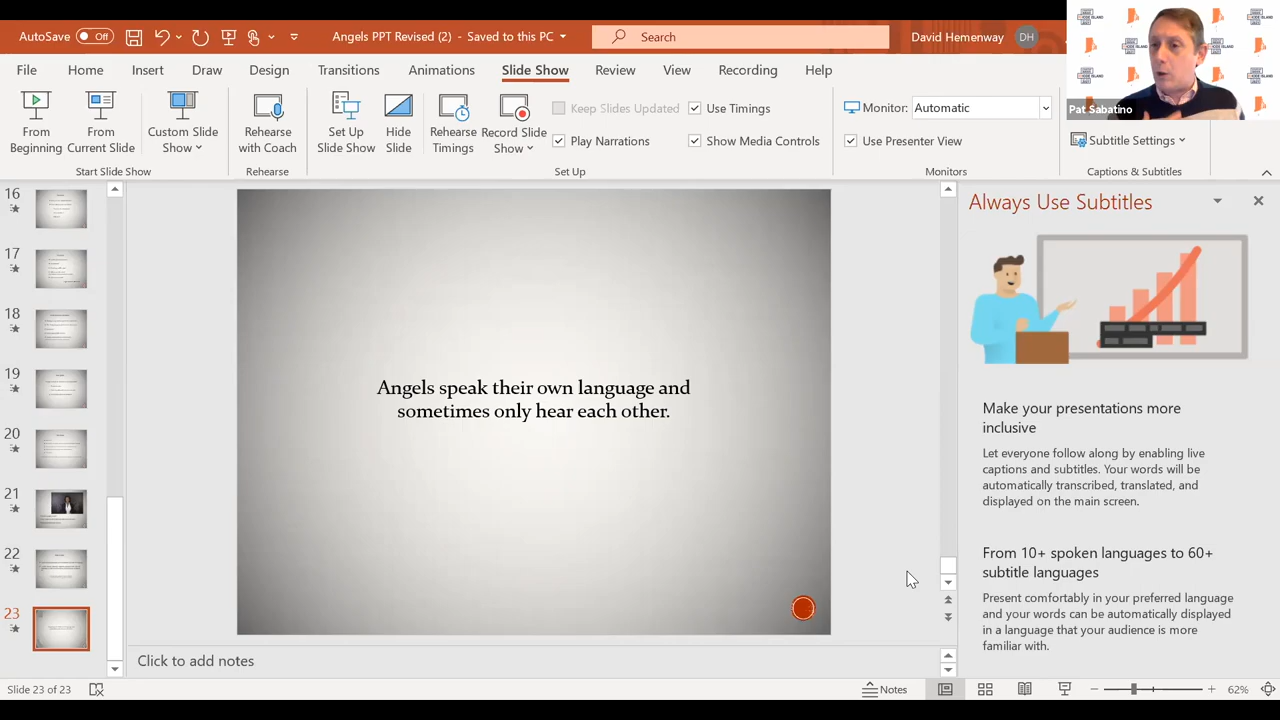 AutoSave Off
Angels PPT Revised (2) - Saved to this PC
Search
David Hemenway DH
Pat Sabatino
File Home Insert Draw Design Transitions Animations Slide Show Review View Recording Help
From Beginning
From Current Slide
Custom Slide Show
Start Slide Show
Rehearse with Coach
Rehearse
Set Up Slide Show
Hide Slide
Rehearse Timings
Record Slide Show
Keep Slides Updated
Use Timings
Play Narrations
Show Media Controls
Set Up
Monitor: Automatic
Use Presenter View
Monitors
Subtitle Settings
Captions & Subtitles
16
17
18
19
20
21
22
23
Angels speak their own language and
sometimes only hear each other.
Click to add notes
Always Use Subtitles
Make your presentations more
inclusive
Let everyone follow along by enabling live
captions and subtitles. Your words will be
automatically transcribed, translated, and
displayed on the main screen.
From 10+ spoken languages to 60+
subtitle languages
Present comfortably in your preferred language
and your words can be automatically displayed
in a language that your audience is more
familiar with.
Slide 23 of 23
Notes
62%